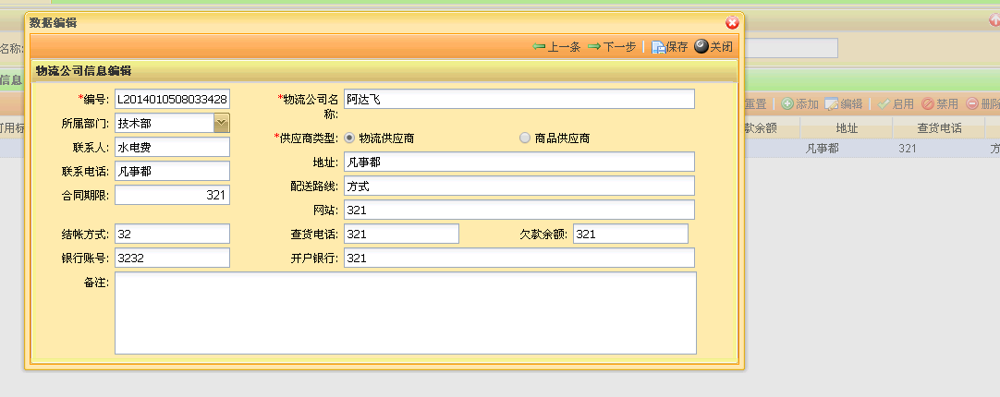 数据编辑
名称:
上一条 下一步 保存 关闭
物流公司信息编辑
信息
*编号: L2014010508033428
*物流公司名称: 阿达飞
重置 添加 编辑 启用 禁用 删除
所属部门: 技术部
可用标
款余额 地址 查货电话
联系人: 水电费
*供应商类型: 物流供应商 商品供应商
凡事都 321 方
联系电话: 凡事都
地址: 凡事都
合同期限: 321
配送路线: 方式
网站: 321
结帐方式: 32
查货电话: 321
欠款余额: 321
银行账号: 3232
开户银行: 321
备注: